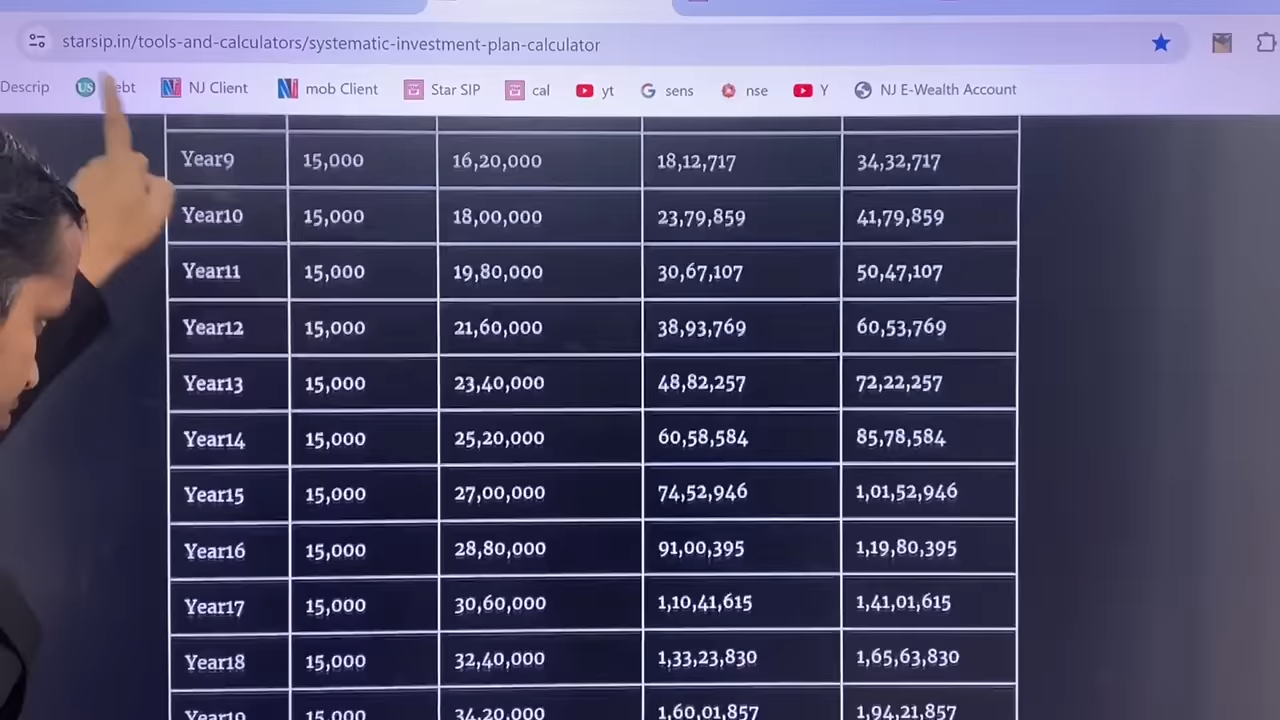 starsip.in/tools-and-calculators/systematic-investment-plan-calculator
Descrip US ebt NJ Client mob Client Star SIP cal yt sens nse Y NJ E-Wealth Account
Year9 15,000 16,20,000 18,12,717 34,32,717
Year10 15,000 18,00,000 23,79,859 41,79,859
Year11 15,000 19,80,000 30,67,107 50,47,107
Year12 15,000 21,60,000 38,93,769 60,53,769
Year13 15,000 23,40,000 48,82,257 72,22,257
Year14 15,000 25,20,000 60,58,584 85,78,584
Year15 15,000 27,00,000 74,52,946 1,01,52,946
Year16 15,000 28,80,000 91,00,395 1,19,80,395
Year17 15,000 30,60,000 1,10,41,615 1,41,01,615
Year18 15,000 32,40,000 1,33,23,830 1,65,63,830
Year19 15,000 34,20,000 1,60,01,857 1,94,21,857